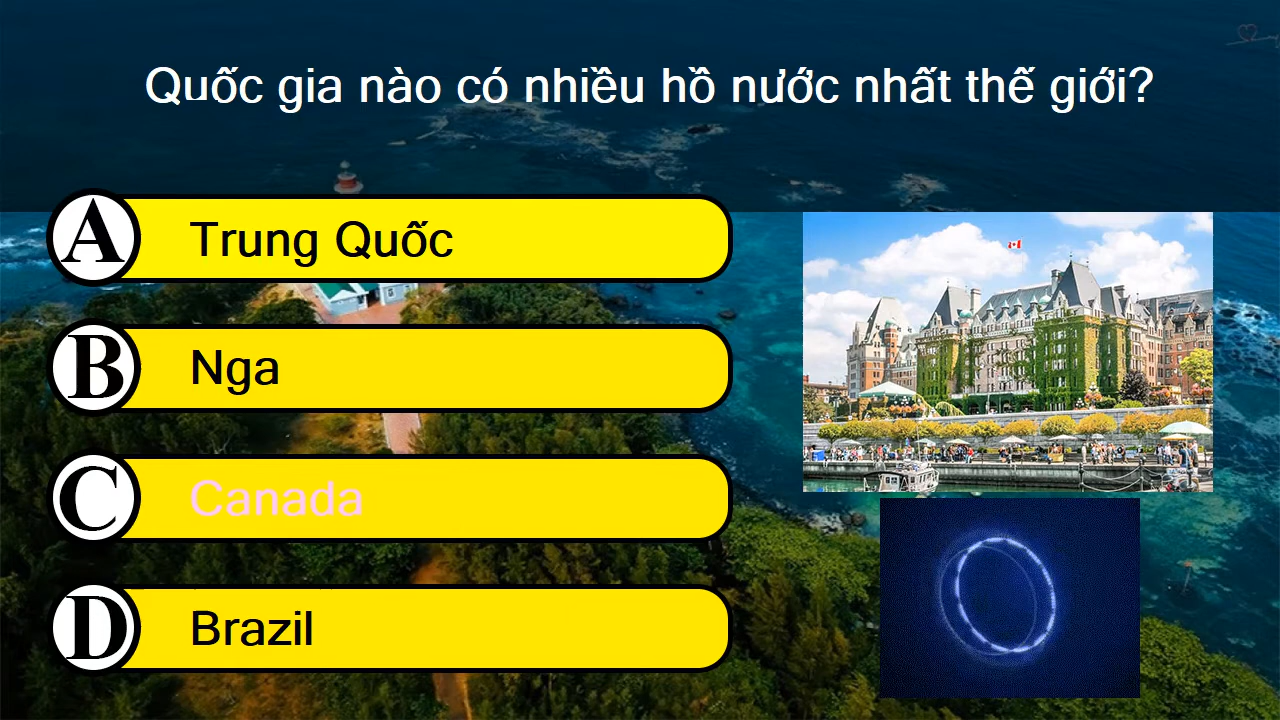 Quốc gia nào có nhiều hồ nước nhất thế giới?
A Trung Quốc
B Nga
C Canada
D Brazil